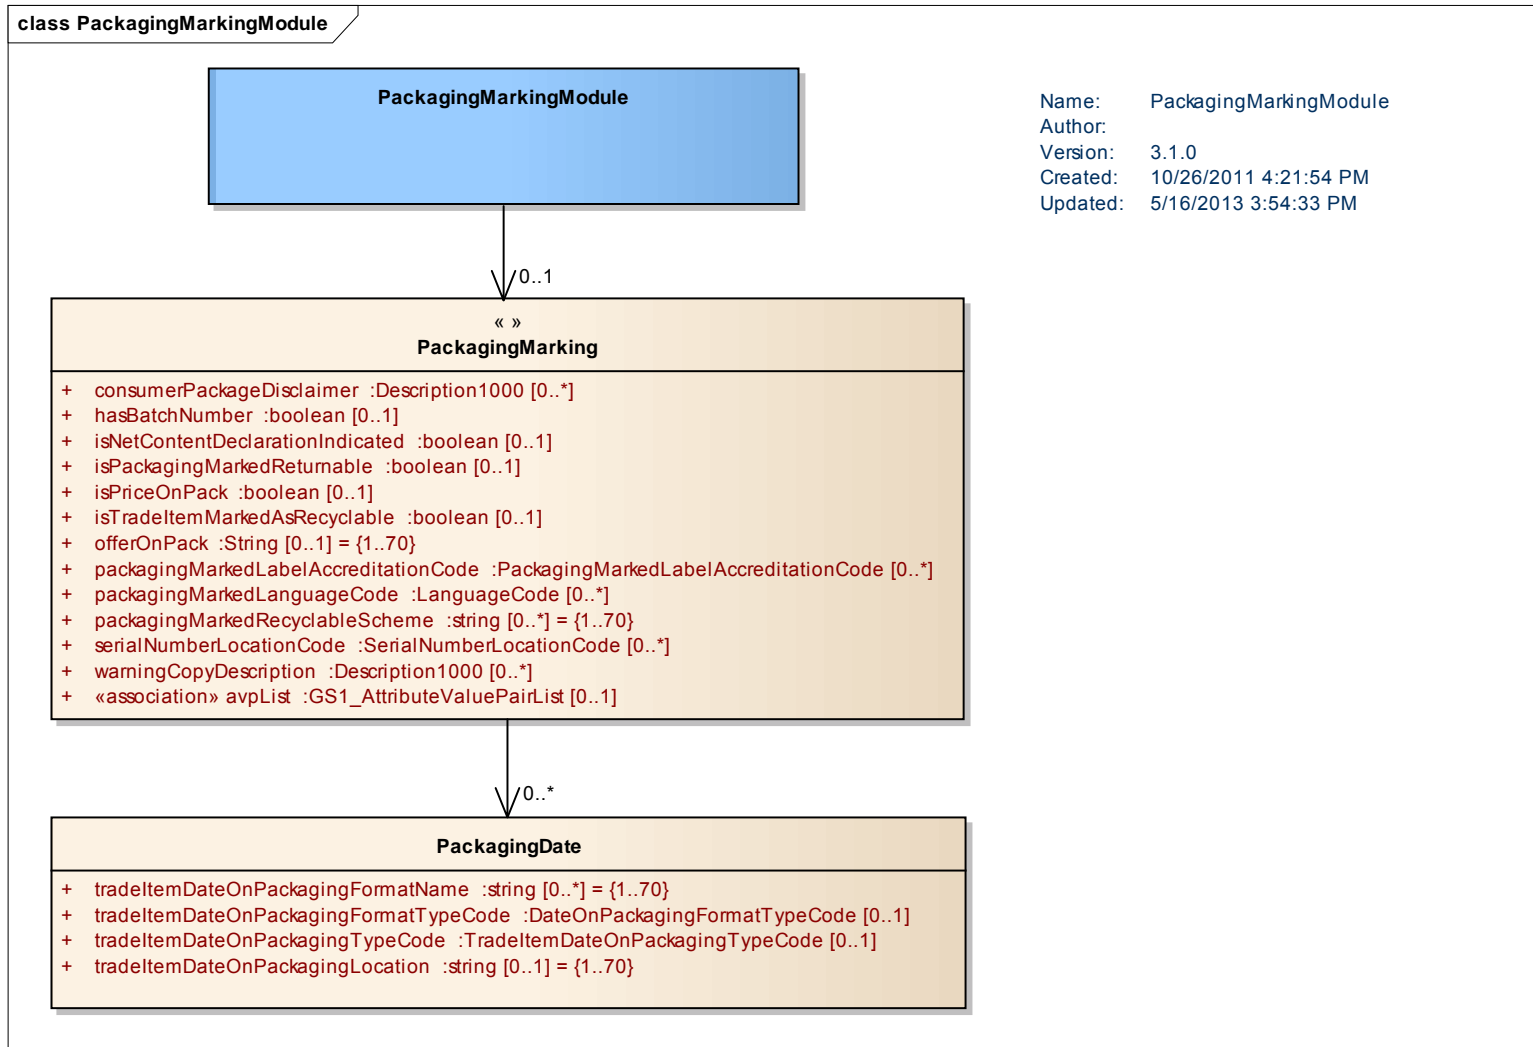 class PackagingMarkingModule
PackagingMarkingModule
Name: PackagingMarkingModule
Author:
Version: 3.1.0
Created: 10/26/2011 4:21:54 PM
Updated: 5/16/2013 3:54:33 PM
0..1
« »
PackagingMarking
+ consumerPackageDisclaimer :Description1000 [0..*]
+ hasBatchNumber :boolean [0..1]
+ isNetContentDeclarationIndicated :boolean [0..1]
+ isPackagingMarkedReturnable :boolean [0..1]
+ isPriceOnPack :boolean [0..1]
+ isTradeItemMarkedAsRecyclable :boolean [0..1]
+ offerOnPack :String [0..1] = {1..70}
+ packagingMarkedLabelAccreditationCode :PackagingMarkedLabelAccreditationCode [0..*]
+ packagingMarkedLanguageCode :LanguageCode [0..*]
+ packagingMarkedRecyclableScheme :string [0..*] = {1..70}
+ serialNumberLocationCode :SerialNumberLocationCode [0..*]
+ warningCopyDescription :Description1000 [0..*]
+ «association» avpList :GS1_AttributeValuePairList [0..1]
0..*
PackagingDate
+ tradeItemDateOnPackagingFormatName :string [0..*] = {1..70}
+ tradeItemDateOnPackagingFormatTypeCode :DateOnPackagingFormatTypeCode [0..1]
+ tradeItemDateOnPackagingTypeCode :TradeItemDateOnPackagingTypeCode [0..1]
+ tradeItemDateOnPackagingLocation :string [0..1] = {1..70}